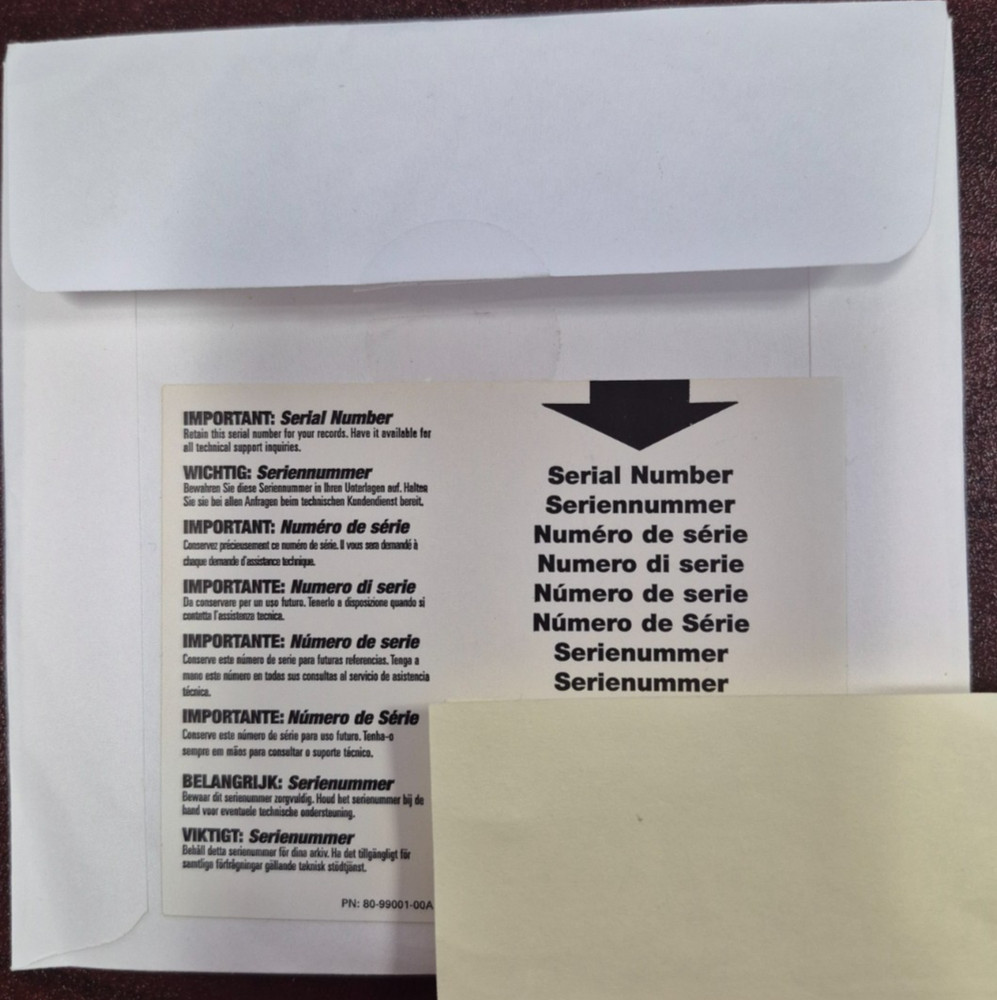 IMPORTANT: Serial Number
Retain this serial number for your records. Have it available for
all technical support inquiries.
WICHTIG: Seriennummer
Bewahren Sie diese Seriennummer in Ihren Unterlagen auf. Halten
Sie sie bei allen Anfragen beim technischen Kundendienst bereit.
IMPORTANT: Numéro de série
Conservez précieusement ce numéro de série. Il vous sera demandé à
chaque demande d'assistance technique.
IMPORTANTE: Numero di serie
Da conservare per un uso futuro. Tenerlo a disposizione quando si
contatta l'assistenza tecnica.
IMPORTANTE: Número de serie
Conserve este número de serie para futuras referencias. Tenga a
mano este número en todas sus consultas al servicio de asistencia
técnica.
IMPORTANTE: Número de Série
Conserve este número de série para uso futuro. Tenha-o
sempre em mãos para consultar o suporte técnico.
BELANGRIJK: Serienummer
Bewaar dit serienummer zorgvuldig. Houd het serienummer bij de
hand voor eventuele technische ondersteuning.
VIKTIGT: Serienummer
Behåll detta serienummer för dina arkiv. Ha det tillgängligt för
samtliga förfrågningar gällande teknisk stödtjänst.
PN: 80-99001-00A
Serial Number
Seriennummer
Numéro de série
Numero di serie
Número de serie
Número de Série
Serienummer
Serienummer